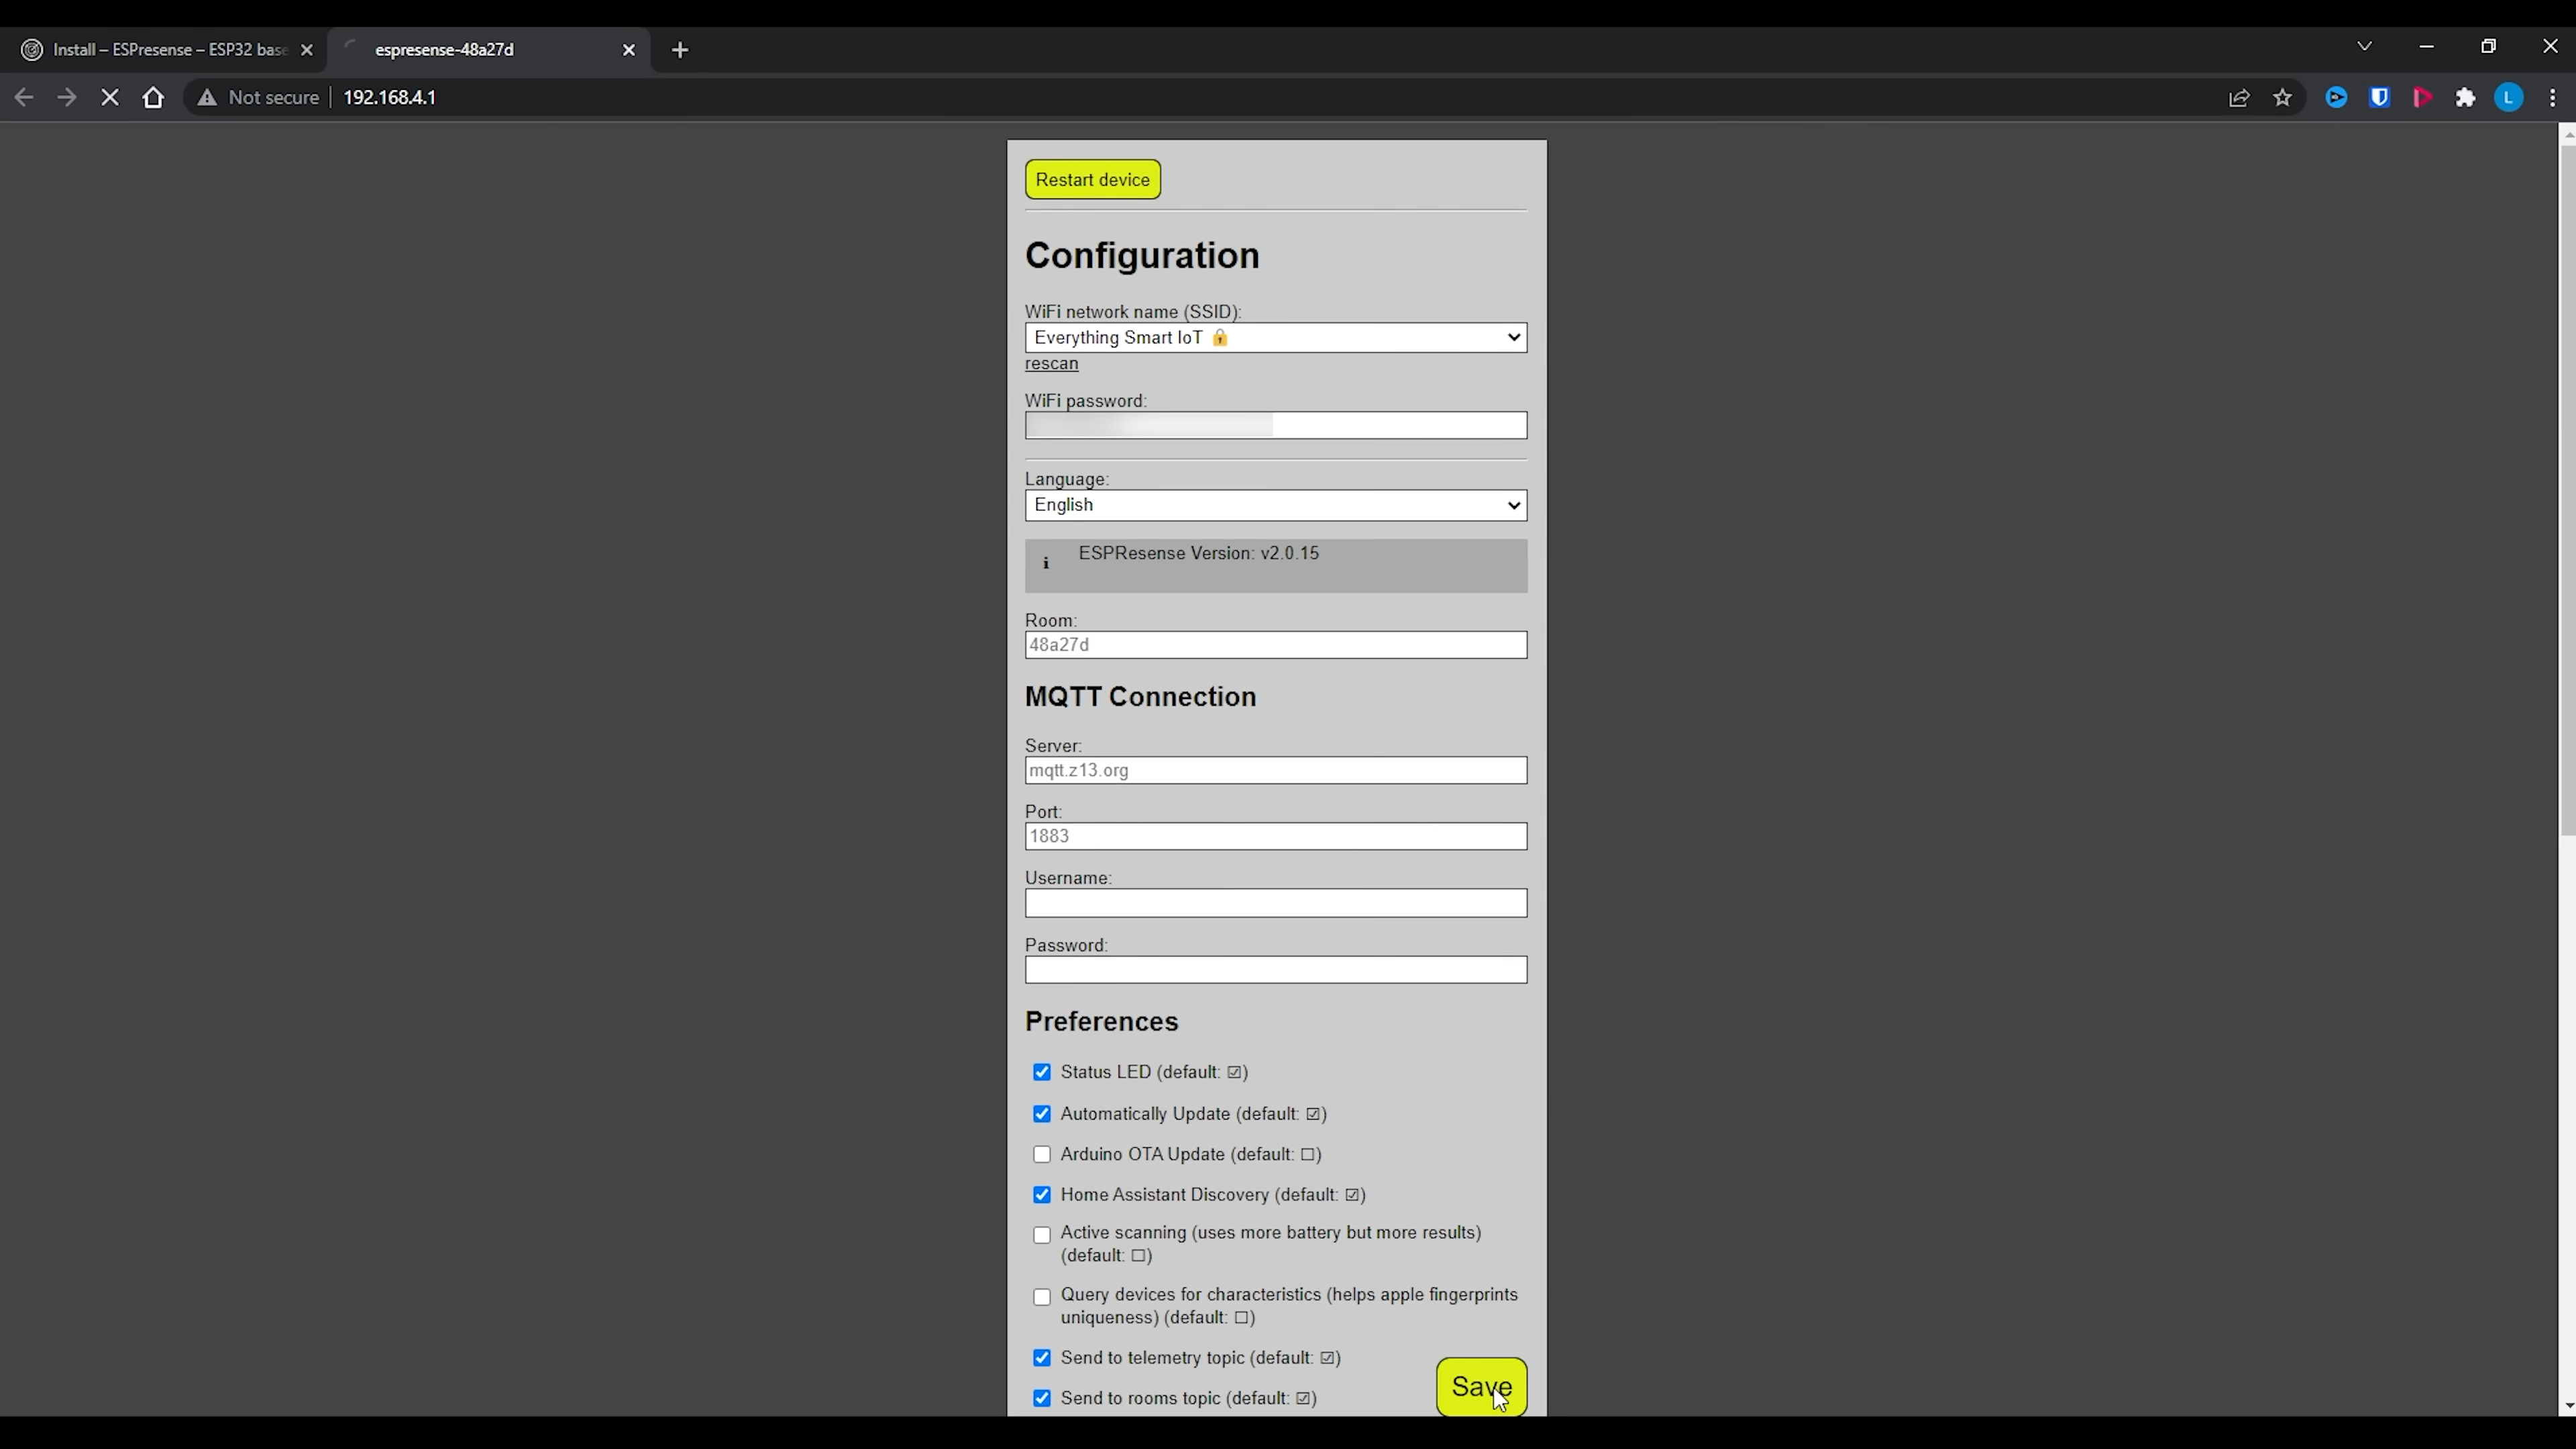 Install – ESPresense – ESP32 base
espresense-48a27d
Not secure
192.168.4.1
L
Restart device
Configuration
WiFi network name (SSID):
Everything Smart IoT 🔒
rescan
WiFi password:
Language:
English
i ESPResense Version: v2.0.15
Room:
48a27d
MQTT Connection
Server:
mqtt.z13.org
Port:
1883
Username:
Password:
Preferences
Status LED (default: ☑)
Automatically Update (default: ☑)
Arduino OTA Update (default: ☐)
Home Assistant Discovery (default: ☑)
Active scanning (uses more battery but more results)
(default: ☐)
Query devices for characteristics (helps apple fingerprints
uniqueness) (default: ☐)
Send to telemetry topic (default: ☑)
Send to rooms topic (default: ☑)
Save